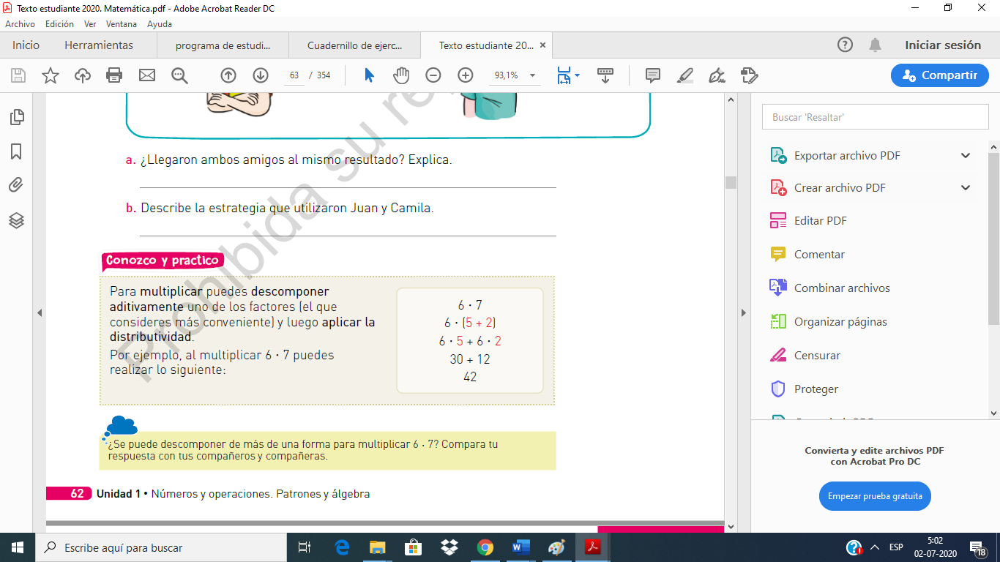 Texto estudiante 2020. Matemática.pdf - Adobe Acrobat Reader DC
Archivo Edición Ver Ventana Ayuda
Inicio Herramientas programa de estudi... Cuadernillo de ejerc... Texto estudiante 20... Iniciar sesión
63 / 354 93,1% Compartir
Buscar 'Resaltar'
Exportar archivo PDF
Crear archivo PDF
Editar PDF
Comentar
Combinar archivos
Organizar páginas
Censurar
Proteger
Convierta y edite archivos PDF
con Acrobat Pro DC
Empezar prueba gratuita
Prohibida su re
a. ¿Llegaron ambos amigos al mismo resultado? Explica.
b. Describe la estrategia que utilizaron Juan y Camila.
Conozco y practico
Para multiplicar puedes descomponer
aditivamente uno de los factores (el que
consideres más conveniente) y luego aplicar la
distributividad.
Por ejemplo, al multiplicar 6 · 7 puedes
realizar lo siguiente:
6 · 7
6 · (5 + 2)
6 · 5 + 6 · 2
30 + 12
42
¿Se puede descomponer de más de una forma para multiplicar 6 · 7? Compara tu
respuesta con tus compañeros y compañeras.
62 Unidad 1 • Números y operaciones. Patrones y álgebra
Escribe aquí para buscar
ESP
5:02
02-07-2020
18